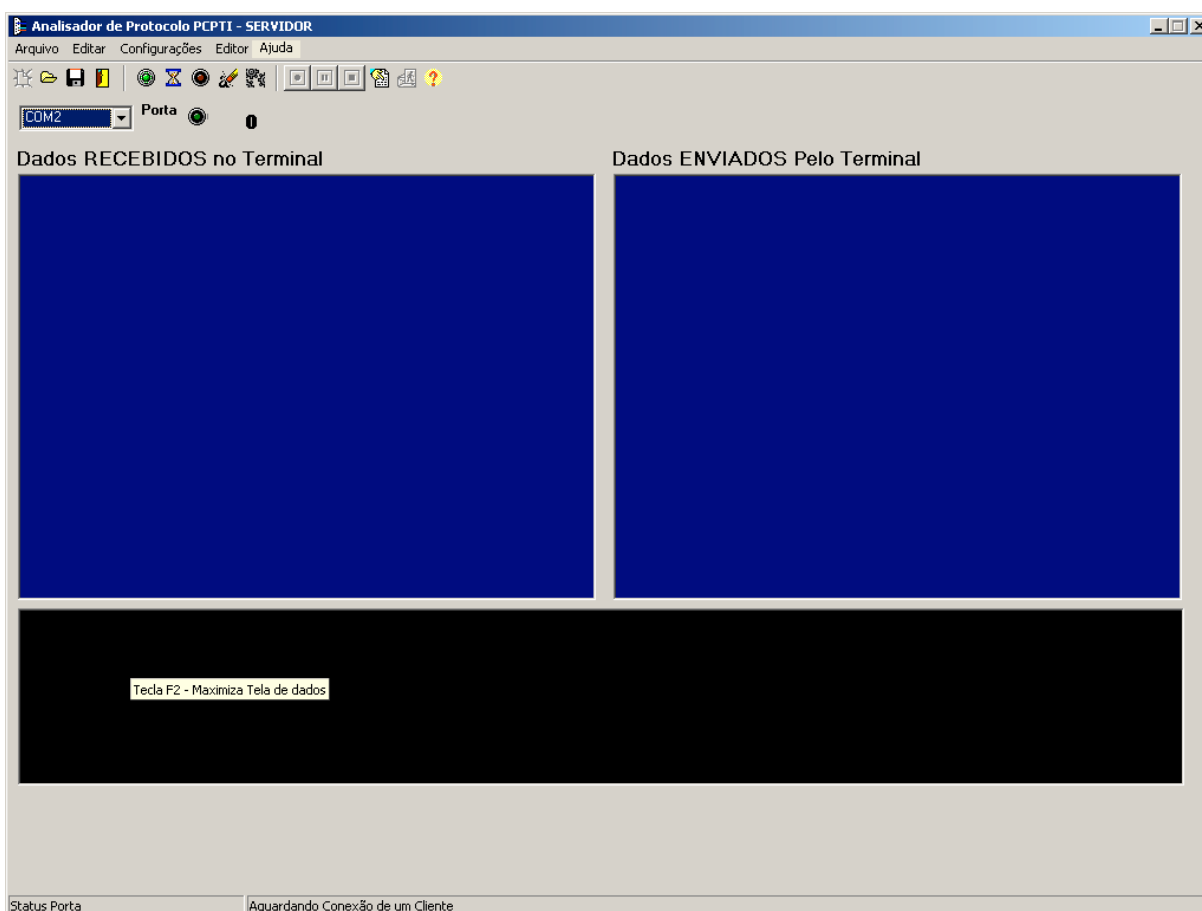 Analisador de Protocolo PCPTI - SERVIDOR
Arquivo Editar Configurações Editor Ajuda
COM2 Porta 0
Dados RECEBIDOS no Terminal Dados ENVIADOS Pelo Terminal
Tecla F2 - Maximiza Tela de dados
Status Porta Aguardando Conexão de um Cliente